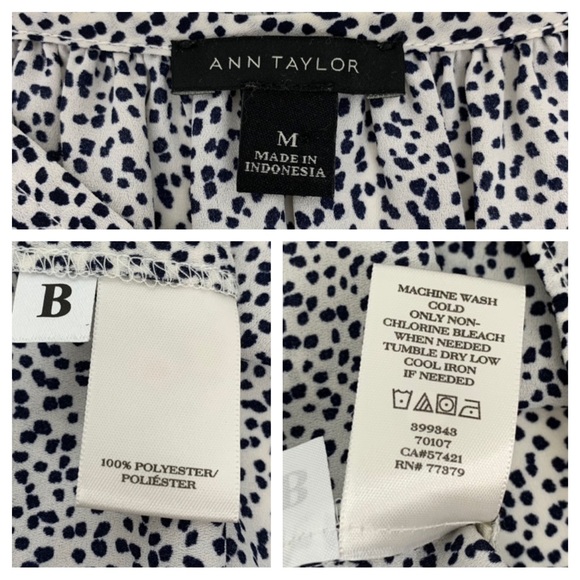 ANN TAYLOR
M
MADE IN
INDONESIA
B
100% POLYESTER/
POLIÉSTER
MACHINE WASH
COLD
ONLY NON-
CHLORINE BLEACH
WHEN NEEDED
TUMBLE DRY LOW
COOL IRON
IF NEEDED
399343
70107
CA#57421
RN# 77379
B